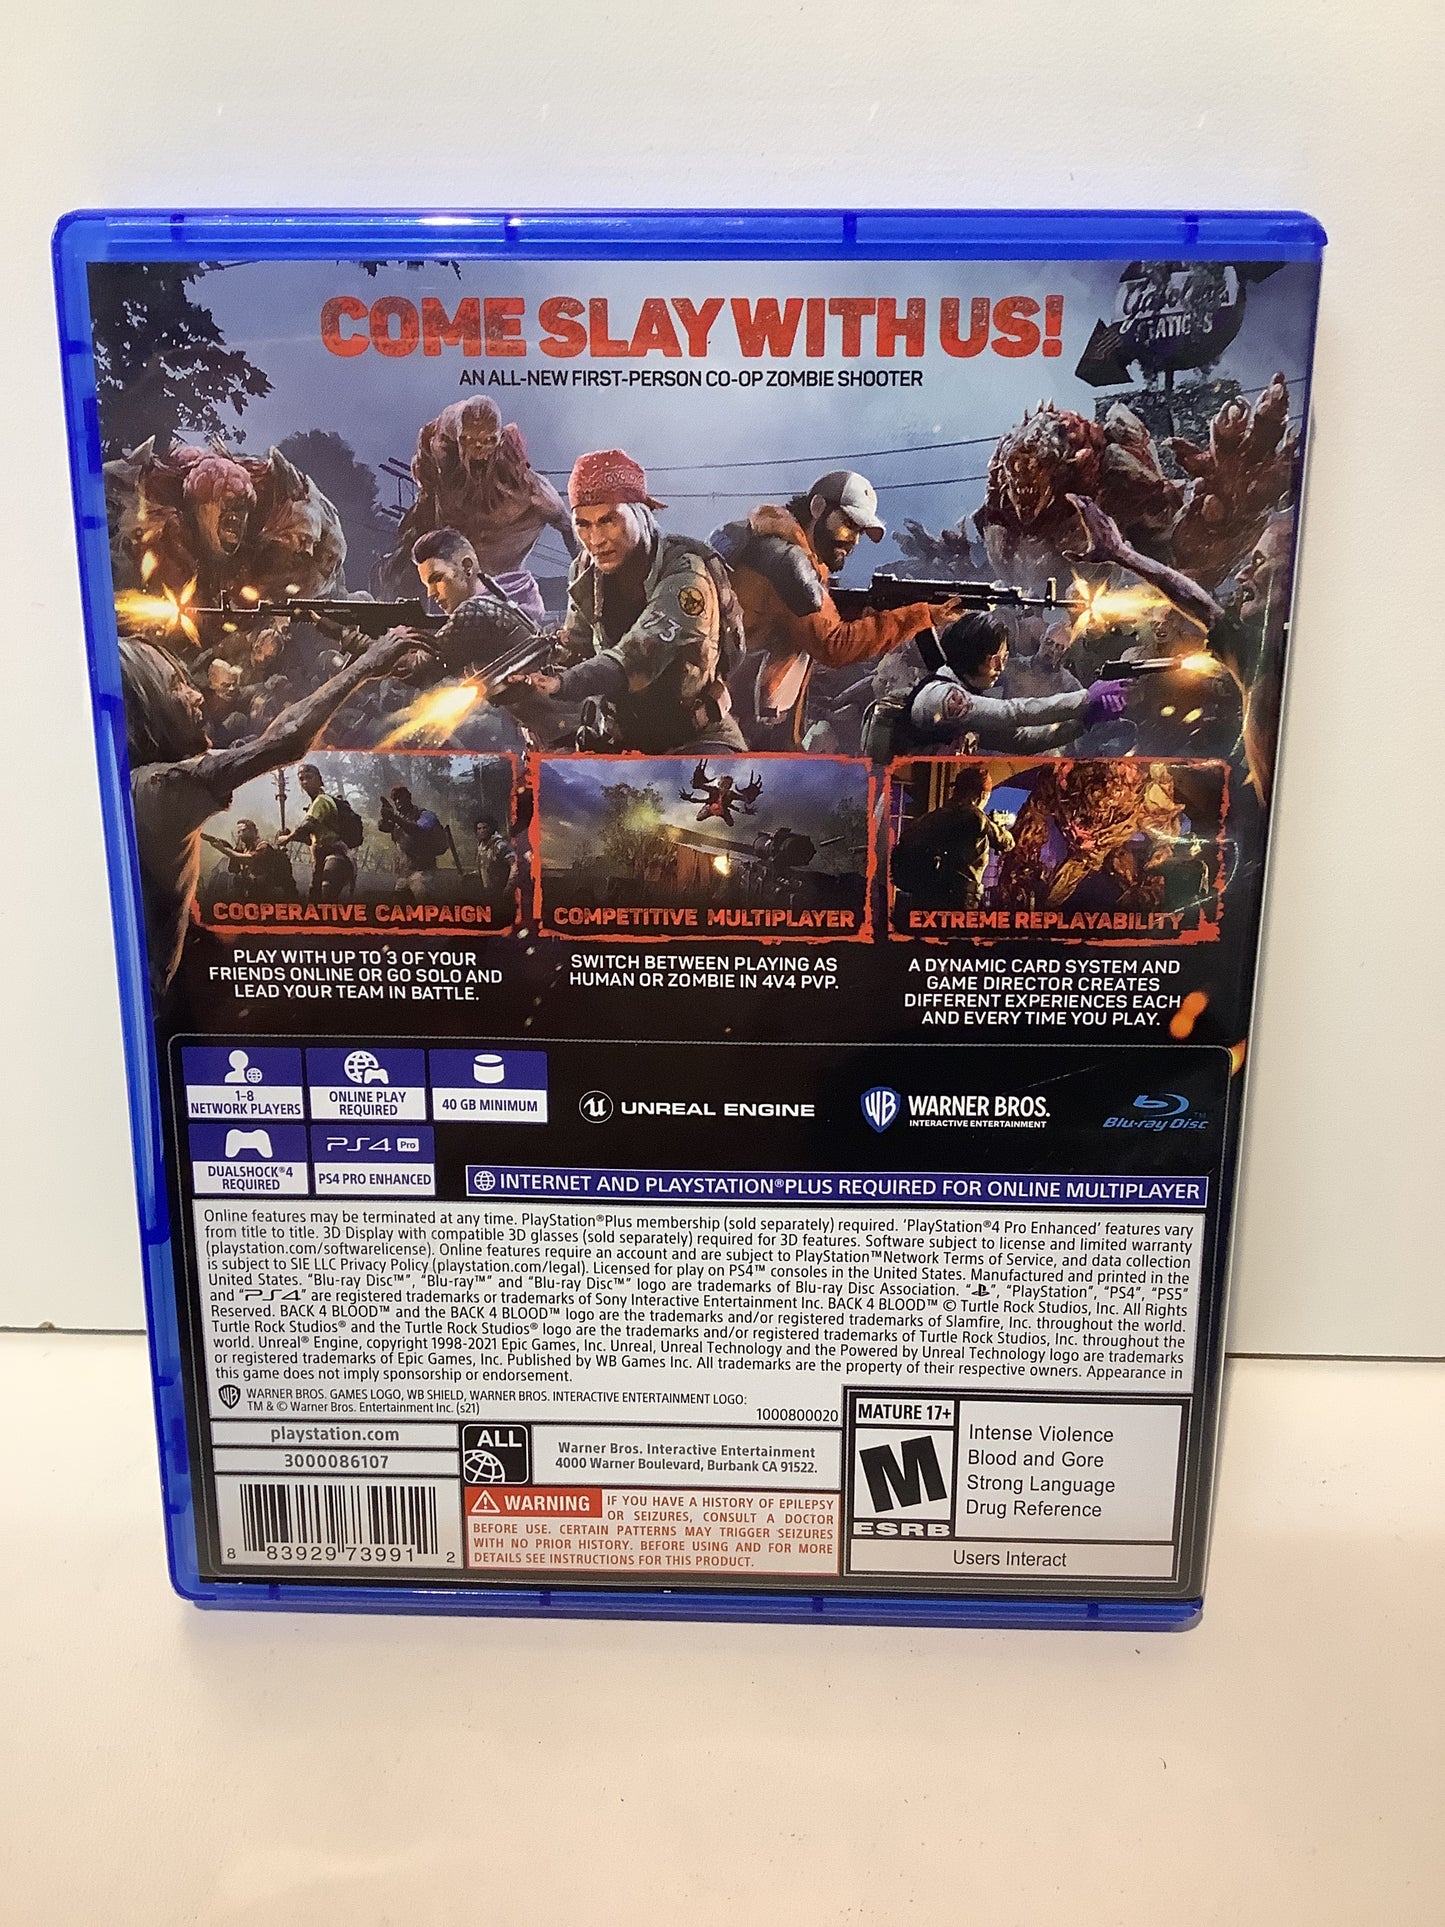 Gasoline
STATIONS
COME SLAY WITH US!
AN ALL-NEW FIRST-PERSON CO-OP ZOMBIE SHOOTER
73
COOPERATIVE CAMPAIGN
PLAY WITH UP TO 3 OF YOUR
FRIENDS ONLINE OR GO SOLO AND
LEAD YOUR TEAM IN BATTLE.
COMPETITIVE MULTIPLAYER
SWITCH BETWEEN PLAYING AS
HUMAN OR ZOMBIE IN 4V4 PVP.
EXTREME REPLAYABILITY
A DYNAMIC CARD SYSTEM AND
GAME DIRECTOR CREATES
DIFFERENT EXPERIENCES EACH
AND EVERY TIME YOU PLAY.
1-8
NETWORK PLAYERS
ONLINE PLAY
REQUIRED
40 GB MINIMUM
DUALSHOCK®4
REQUIRED
PS4 Pro
PS4 PRO ENHANCED
UNREAL ENGINE
WB
WARNER BROS.
INTERACTIVE ENTERTAINMENT
Blu-ray Disc™
INTERNET AND PLAYSTATION®PLUS REQUIRED FOR ONLINE MULTIPLAYER
Online features may be terminated at any time. PlayStation®Plus membership (sold separately) required. 'PlayStation®4 Pro Enhanced' features vary
from title to title. 3D Display with compatible 3D glasses (sold separately) required for 3D features. Software subject to license and limited warranty
(playstation.com/softwarelicense). Online features require an account and are subject to PlayStation™Network Terms of Service, and data collection
is subject to SIE LLC Privacy Policy (playstation.com/legal). Licensed for play on PS4™ consoles in the United States. Manufactured and printed in the
United States. "Blu-ray Disc™", "Blu-ray™" and "Blu-ray Disc™" logo are trademarks of Blu-ray Disc Association. "PS", "PlayStation", "PS4", "PS5"
and "PS4" are registered trademarks or trademarks of Sony Interactive Entertainment Inc. BACK 4 BLOOD™ © Turtle Rock Studios, Inc. All Rights
Reserved. BACK 4 BLOOD™ and the BACK 4 BLOOD™ logo are the trademarks and/or registered trademarks of Slamfire, Inc. throughout the world.
Turtle Rock Studios® and the Turtle Rock Studios® logo are the trademarks and/or registered trademarks of Turtle Rock Studios, Inc. throughout the
world. Unreal® Engine, copyright 1998-2021 Epic Games, Inc. Unreal, Unreal Technology and the Powered by Unreal Technology logo are trademarks
or registered trademarks of Epic Games, Inc. Published by WB Games Inc. All trademarks are the property of their respective owners. Appearance in
this game does not imply sponsorship or endorsement.
WB WARNER BROS. GAMES LOGO, WB SHIELD, WARNER BROS. INTERACTIVE ENTERTAINMENT LOGO:
TM & © Warner Bros. Entertainment Inc. (s21)
1000800020
playstation.com
3000086107
8 83929 73991 2
ALL
Warner Bros. Interactive Entertainment
4000 Warner Boulevard, Burbank CA 91522.
WARNING IF YOU HAVE A HISTORY OF EPILEPSY
OR SEIZURES, CONSULT A DOCTOR
BEFORE USE. CERTAIN PATTERNS MAY TRIGGER SEIZURES
WITH NO PRIOR HISTORY. BEFORE USING AND FOR MORE
DETAILS SEE INSTRUCTIONS FOR THIS PRODUCT.
MATURE 17+
M
ESRB
Intense Violence
Blood and Gore
Strong Language
Drug Reference
Users Interact